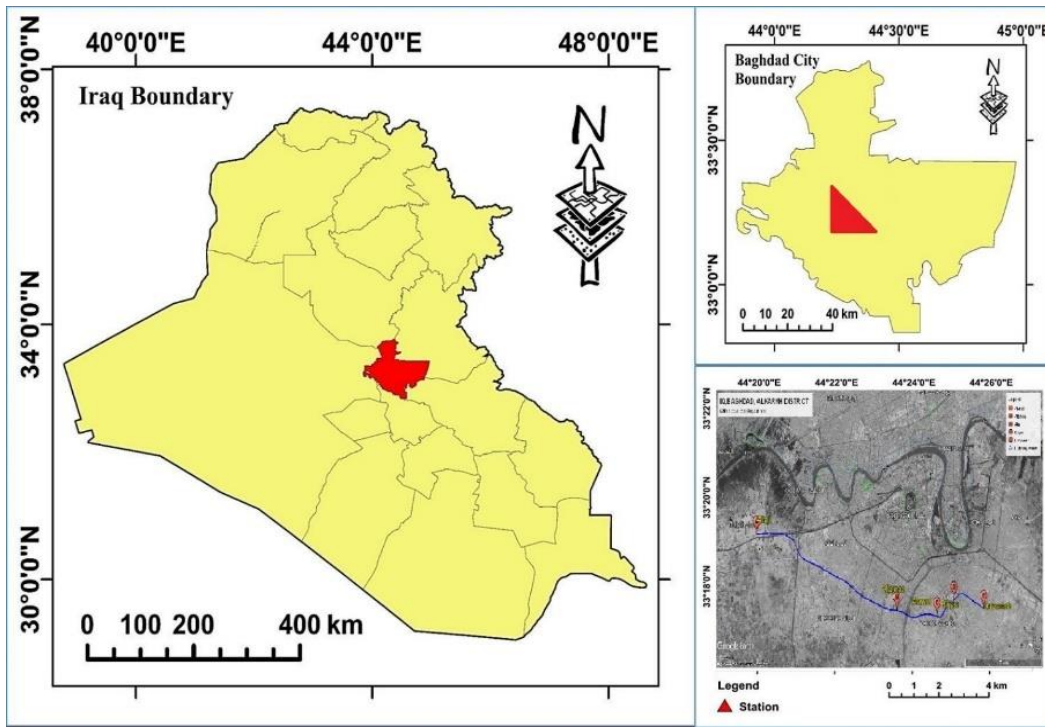 40°0'0"E 44°0'0"E 48°0'0"E
38°0'0"N
34°0'0"N
30°0'0"N
Iraq Boundary
N
0 100 200 400 km
44°0'0"E 44°30'0"E 45°0'0"E
33°30'0"N
33°0'0"N
Baghdad City
Boundary
N
0 10 20 40 km
44°20'0"E 44°22'0"E 44°24'0"E 44°26'0"E
33°22'0"N
33°20'0"N
33°18'0"N
DISTRICT
Google
Legend
Station
0 1 2 4 km